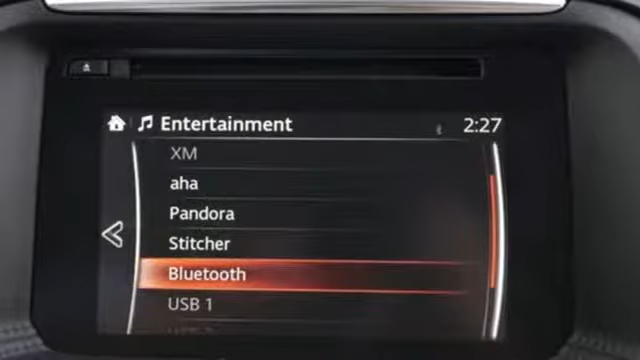 Entertainment 2:27
XM
aha
Pandora
Stitcher
Bluetooth
USB 1